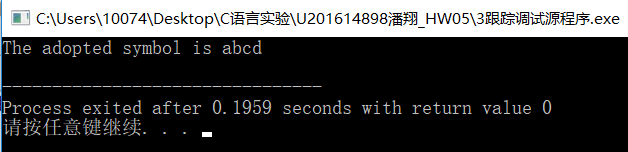 C:\Users\10074\Desktop\C语言实验\U201614898潘翔_HW05\3跟踪调试源程序.exe
The adopted symbol is abcd
--------------------------------
Process exited after 0.1959 seconds with return value 0
请按任意键继续. . .